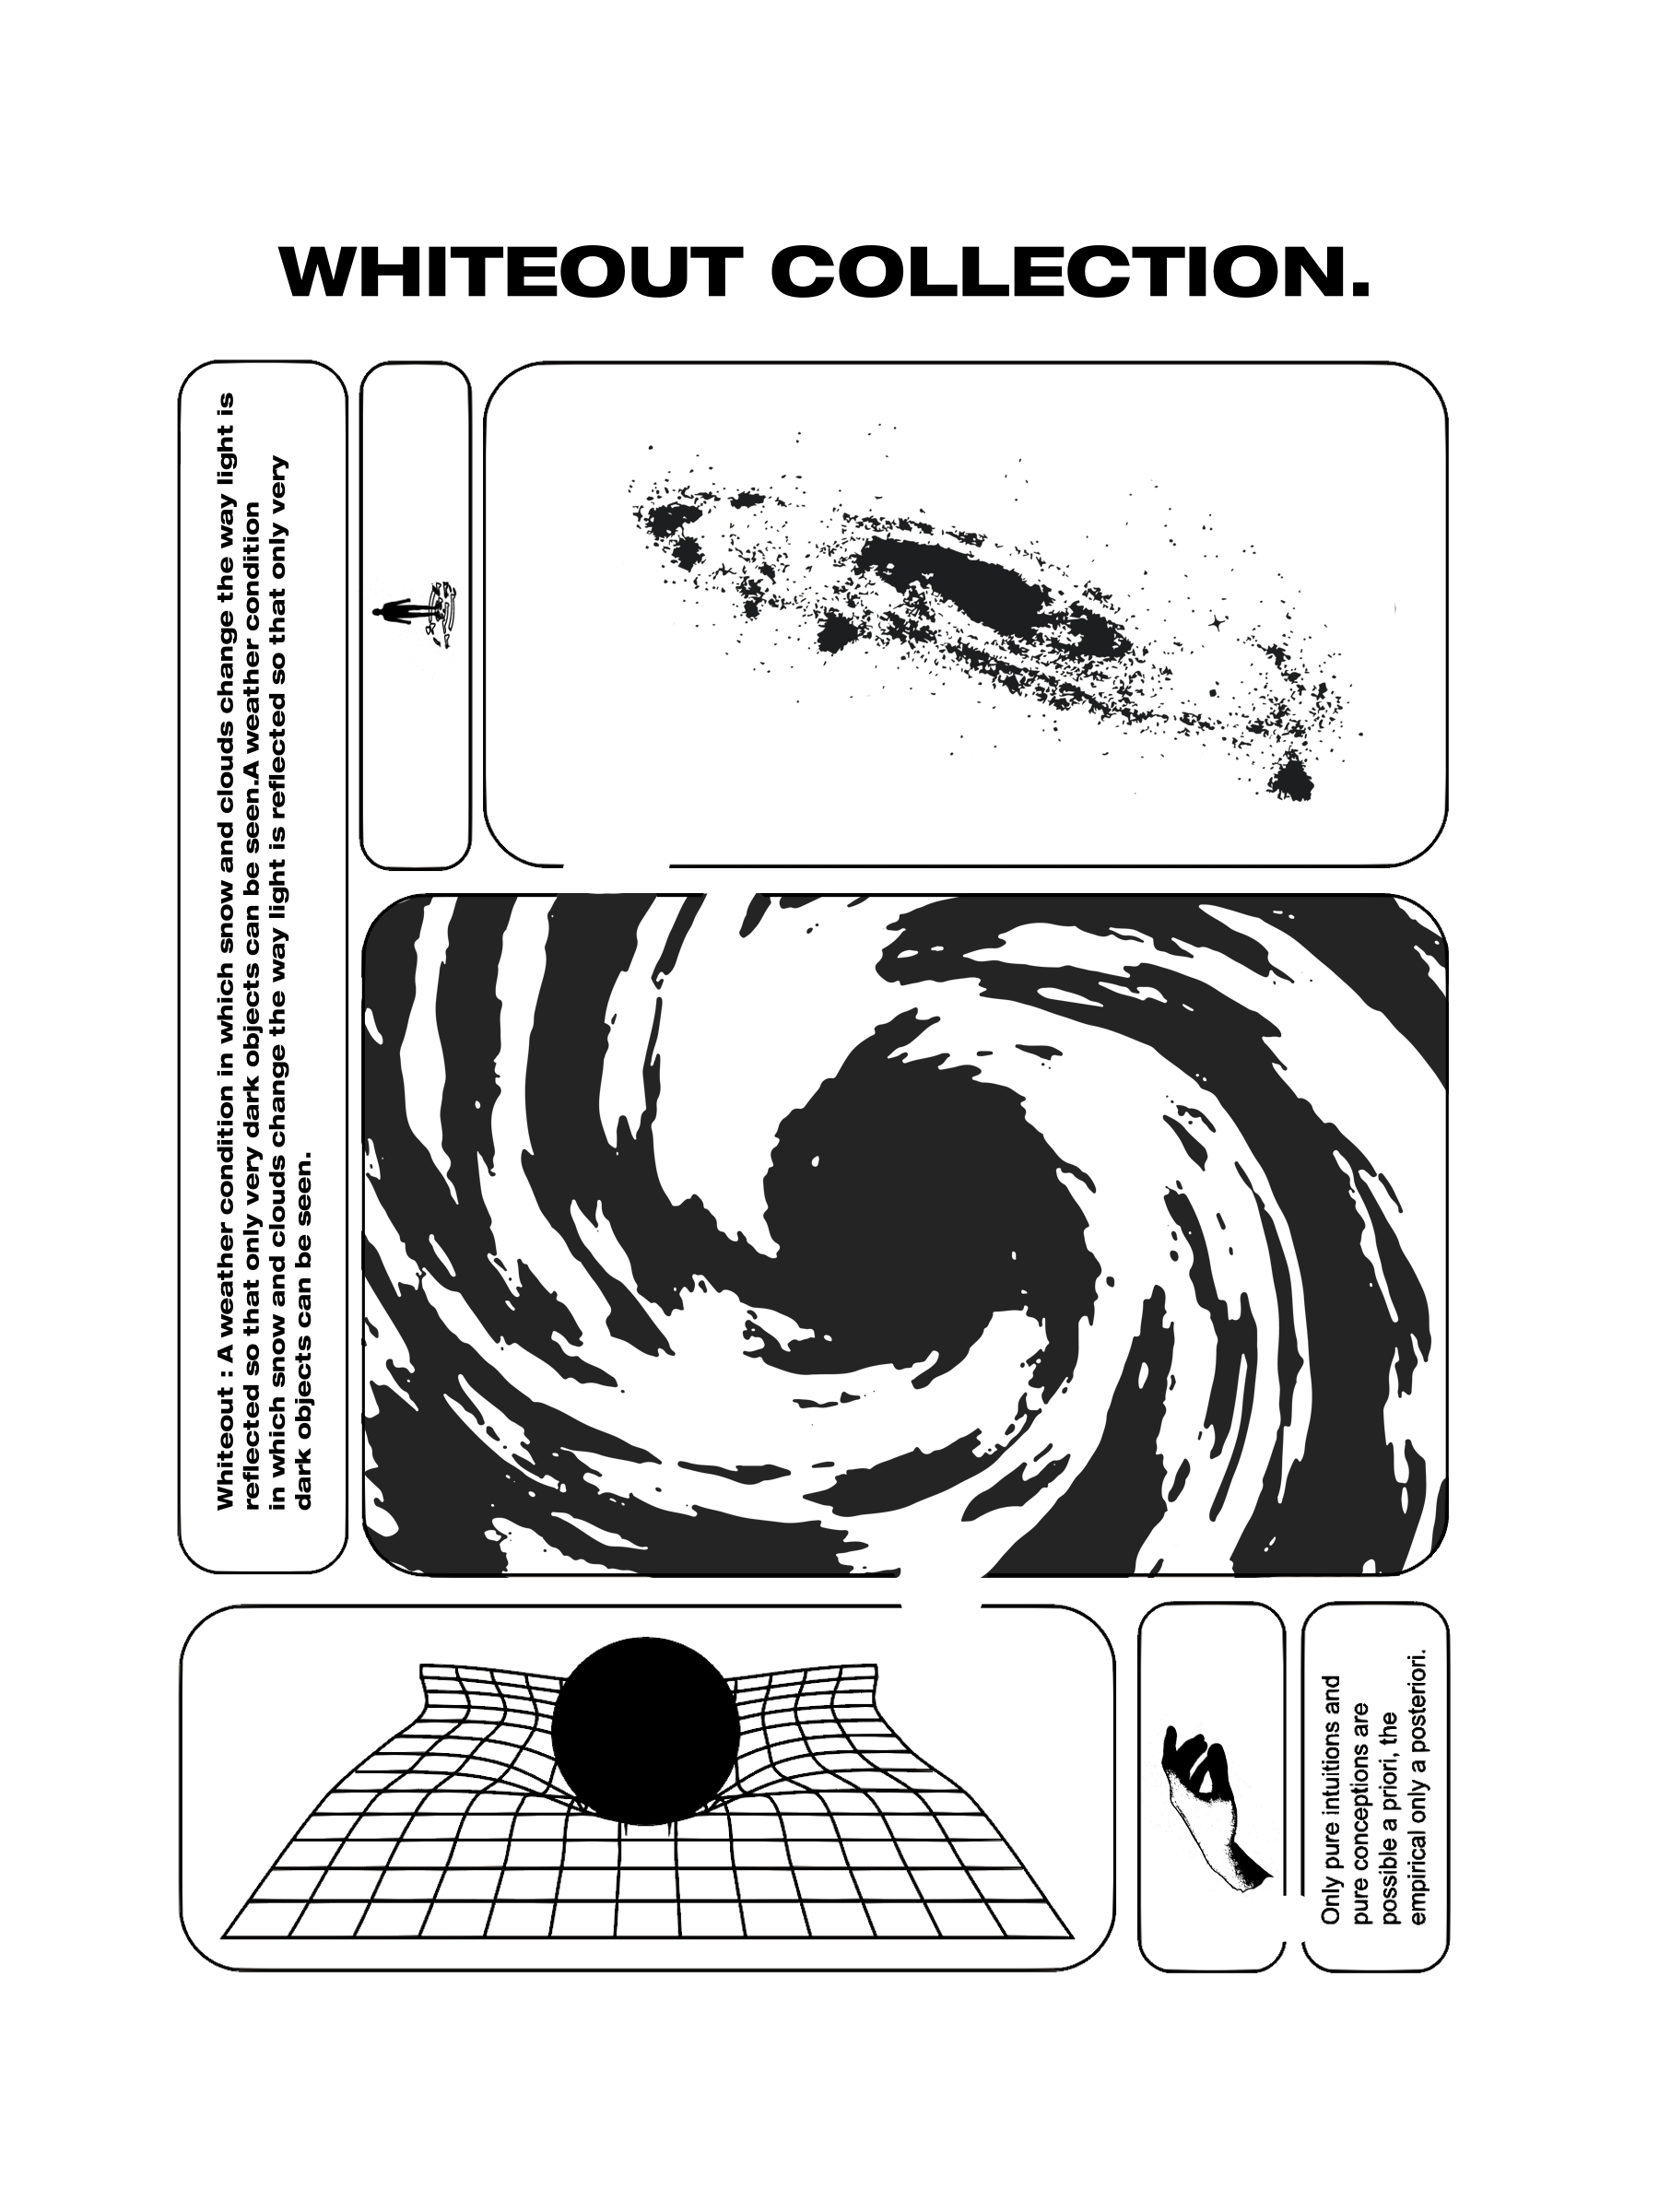 WHITEOUT COLLECTION.
Whiteout : A weather condition in which snow and clouds change the way light is
reflected so that only very dark objects can be seen.A weather condition
in which snow and clouds change the way light is reflected so that only very
dark objects can be seen.
Only pure intuitions and
pure conceptions are
possible a priori, the
empirical only a posteriori.